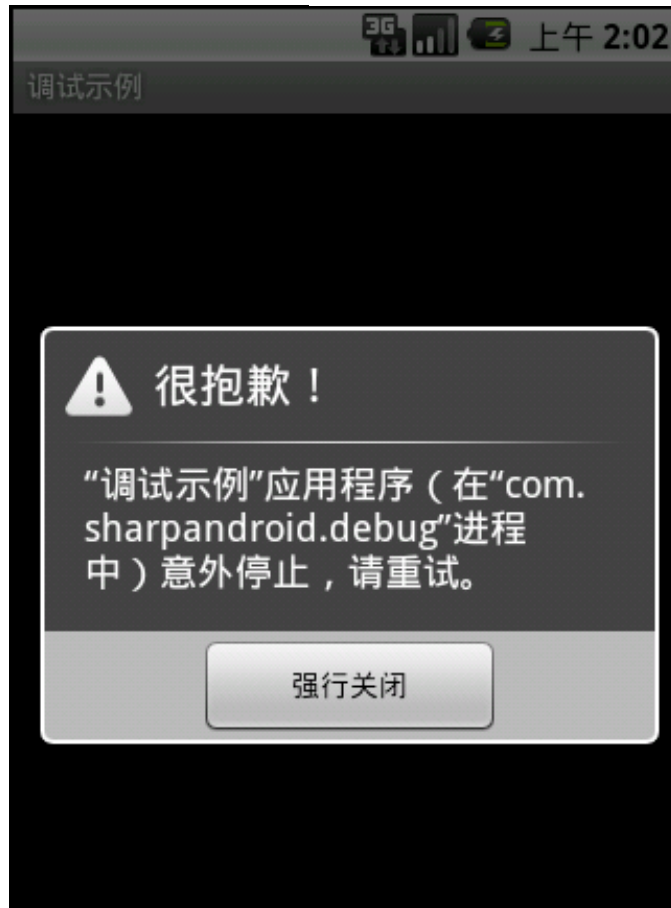 3G
上午 2:02
调试示例
很抱歉！
“调试示例”应用程序（在“com.
sharpandroid.debug”进程
中）意外停止，请重试。
强行关闭